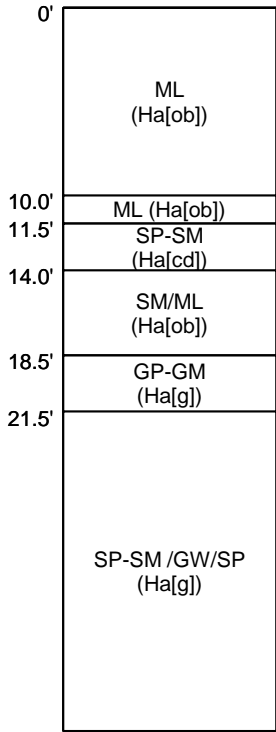 0'
ML
(Ha[ob])
10.0'
ML (Ha[ob])
11.5'
SP-SM
(Ha[cd])
14.0'
SM/ML
(Ha[ob])
18.5'
GP-GM
(Ha[g])
21.5'
SP-SM /GW/SP
(Ha[g])